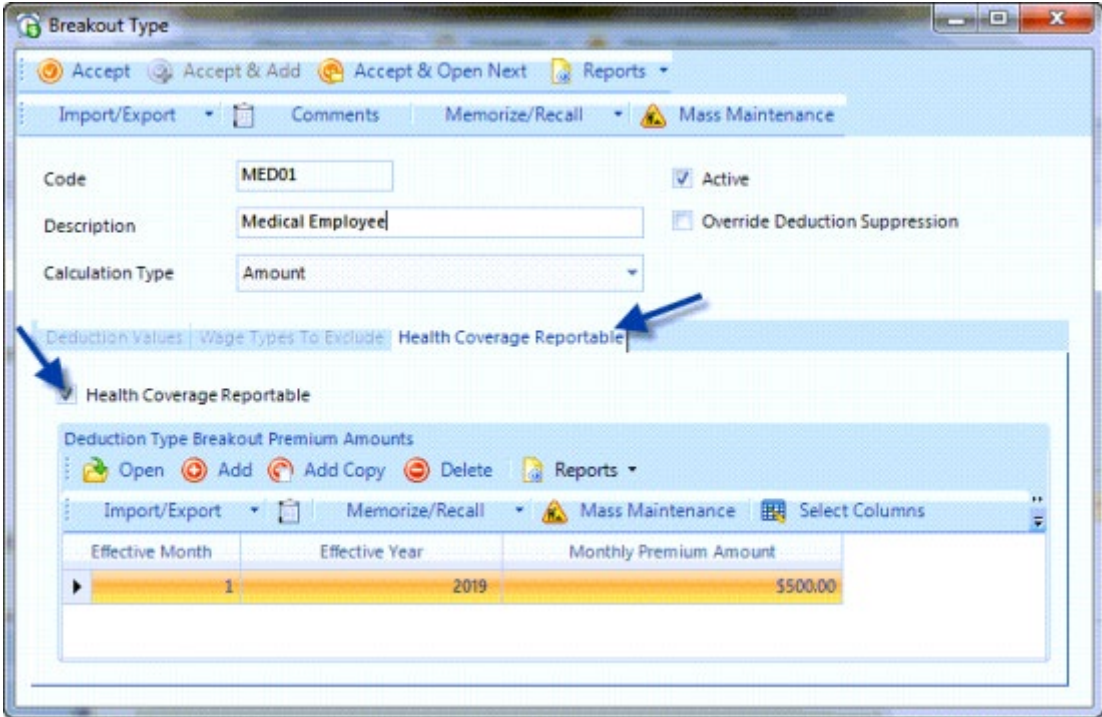 Breakout Type
Accept Accept & Add Accept & Open Next Reports
Import/Export Comments Memorize/Recall Mass Maintenance
Code MED01 Active
Description Medical Employee Override Deduction Suppression
Calculation Type Amount
Deduction Values Wage Types To Exclude Health Coverage Reportable
Health Coverage Reportable
Deduction Type Breakout Premium Amounts
Open Add Add Copy Delete Reports
Import/Export Memorize/Recall Mass Maintenance Select Columns
Effective Month Effective Year Monthly Premium Amount
1 2019 $500.00